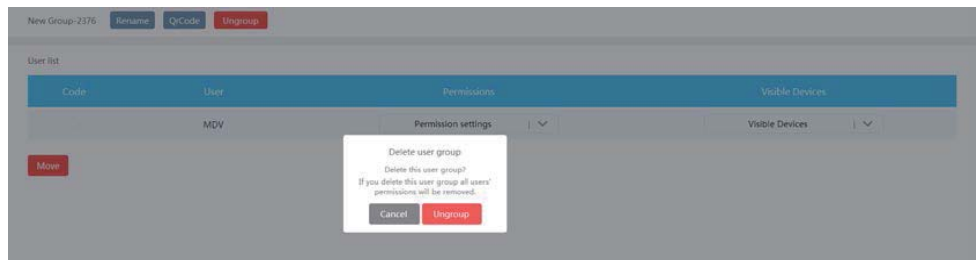 New Group-2376 Rename QrCode Ungroup
User list
Code User Permissions Visible Devices
MDV Permission settings Visible Devices
Move
Delete user group
Delete this user group?
If you delete this user group all users'
permissions will be removed.
Cancel Ungroup